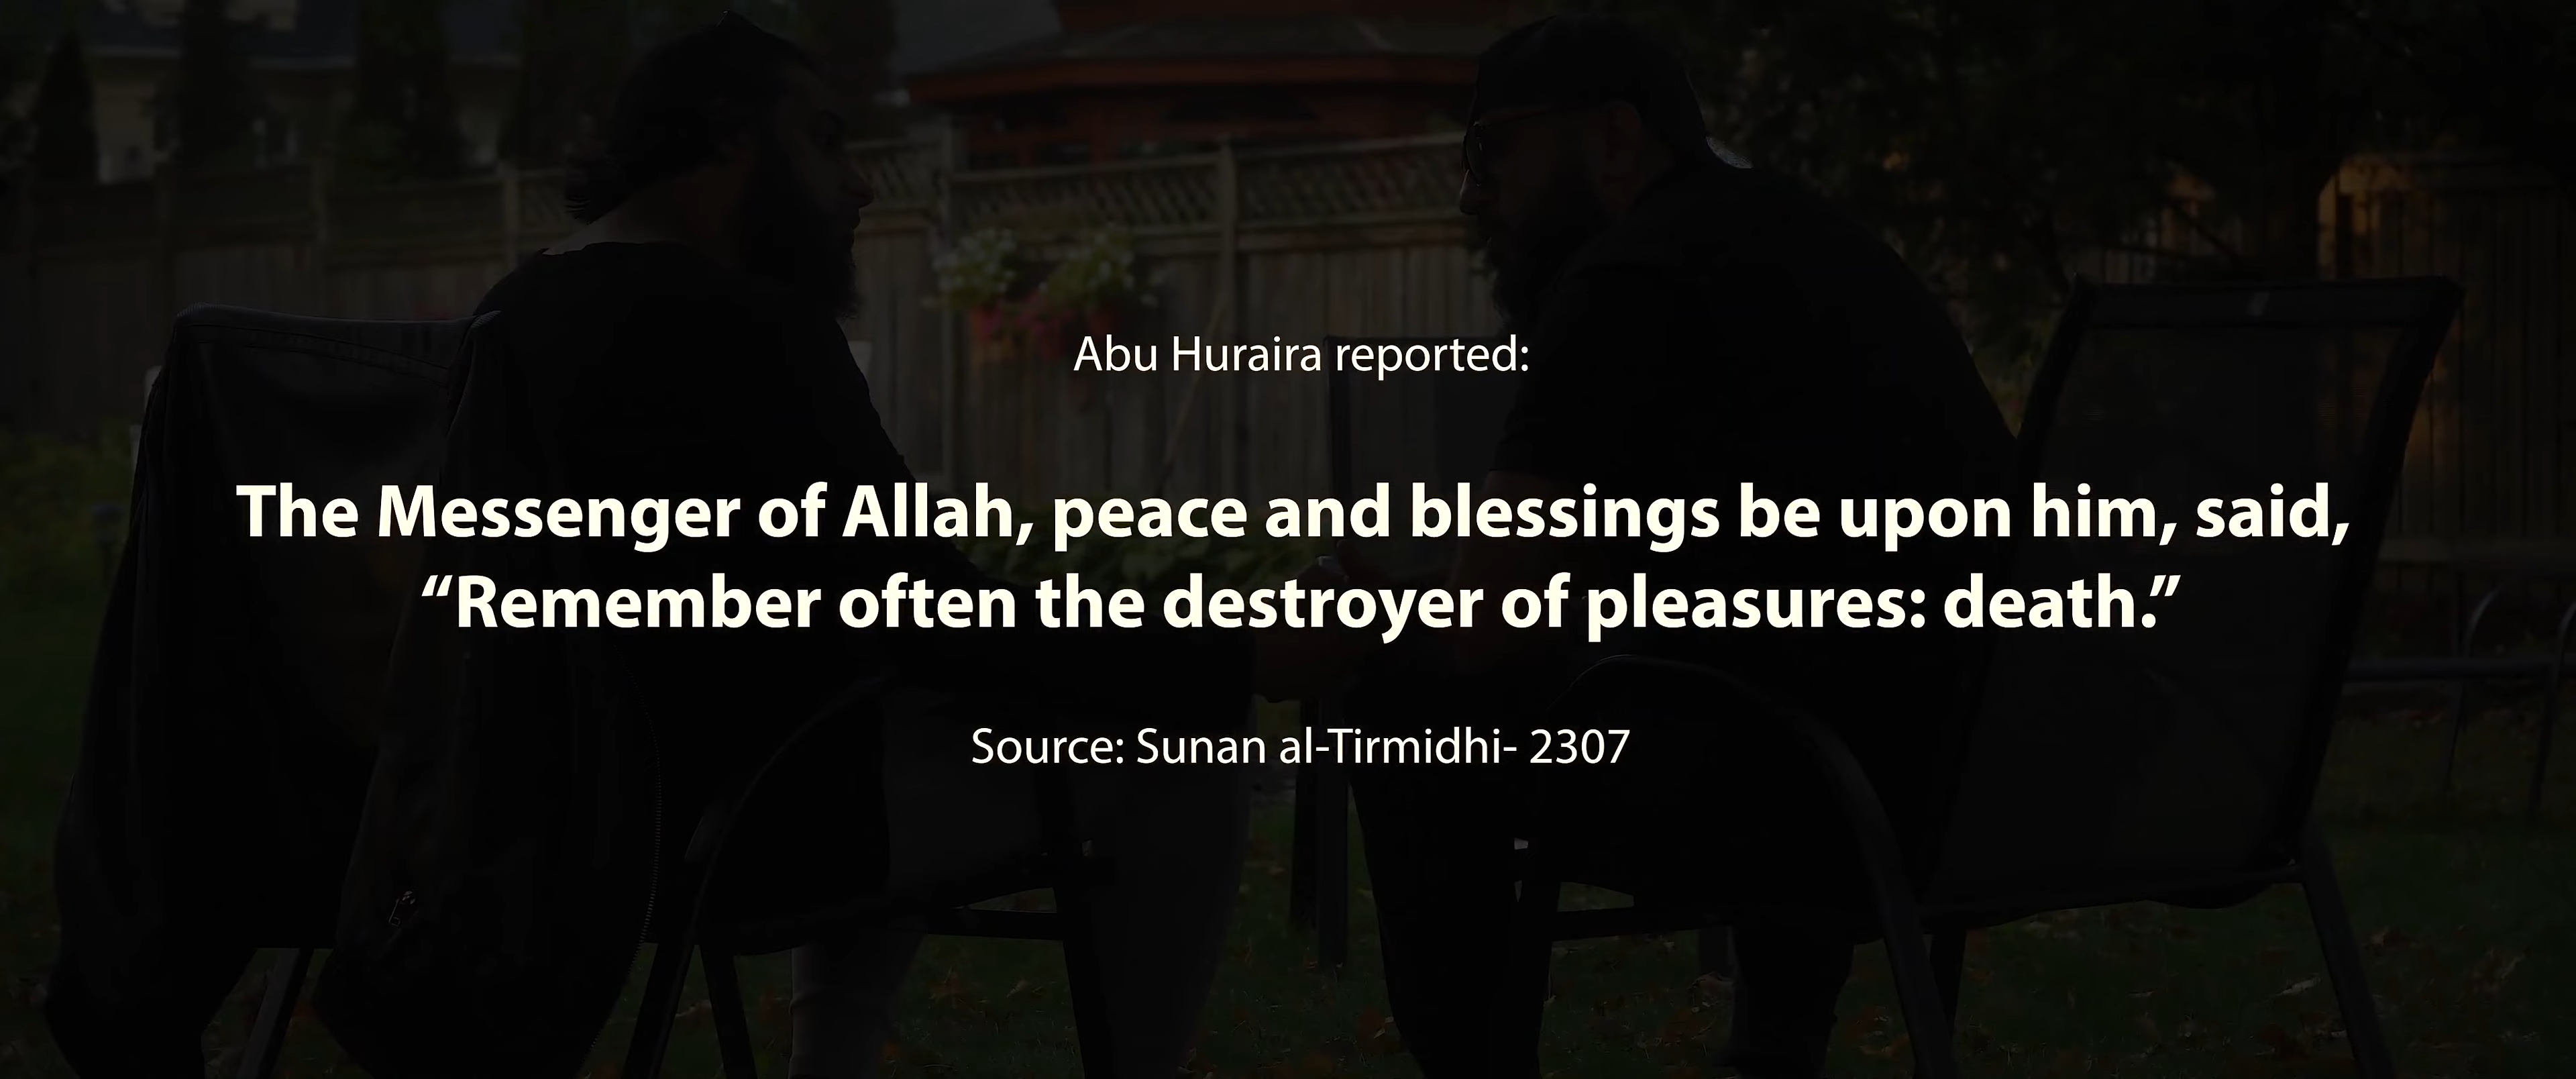 Abu Huraira reported:
The Messenger of Allah, peace and blessings be upon him, said,
“Remember often the destroyer of pleasures: death.”
Source: Sunan al-Tirmidhi- 2307